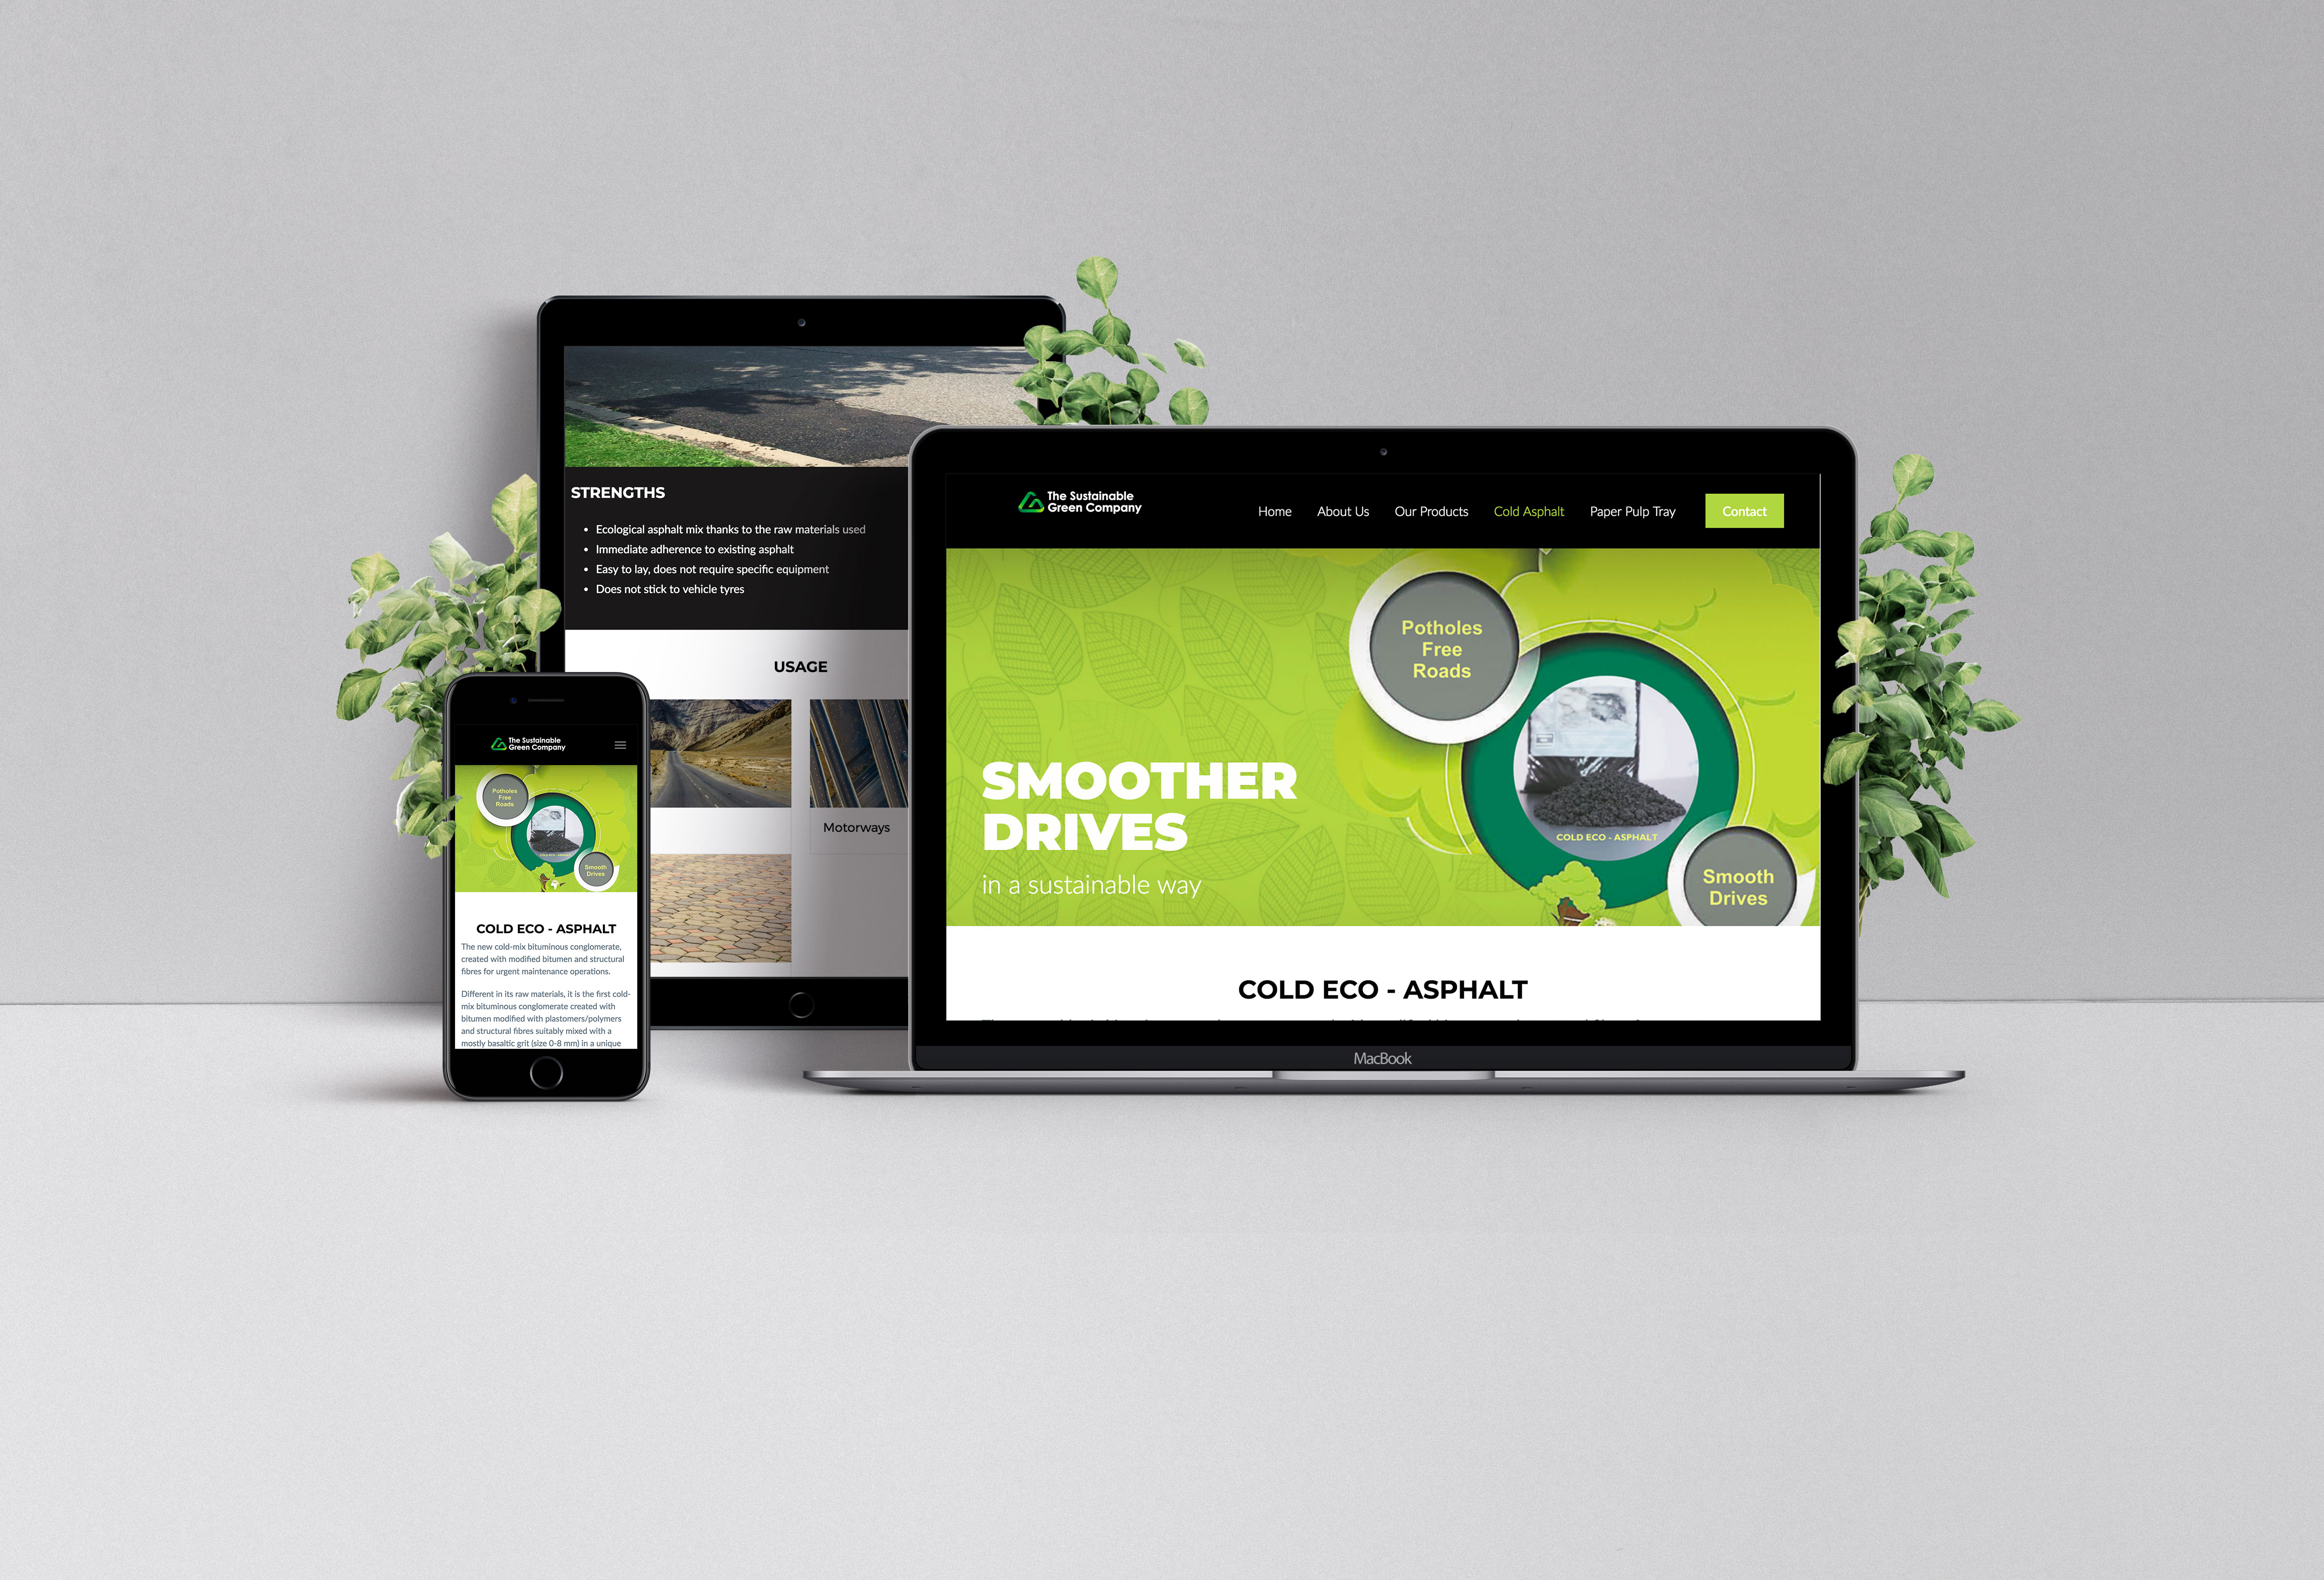 STRENGTHS
Ecological asphalt mix thanks to the raw materials used
Immediate adherence to existing asphalt
Easy to lay, does not require specific equipment
Does not stick to vehicle tyres
USAGE
Motorways
The Sustainable
Green Company
Potholes
Free
Roads
COLD ECO - ASPHALT
Smooth
Drives
COLD ECO - ASPHALT
The new cold-mix bituminous conglomerate,
created with modified bitumen and structural
fibres for urgent maintenance operations.
Different in its raw materials, it is the first cold-
mix bituminous conglomerate created with
bitumen modified with plastomers/polymers
and structural fibres suitably mixed with a
mostly basaltic grit (size 0-8 mm) in a unique
The Sustainable
Green Company
Home About Us Our Products Cold Asphalt Paper Pulp Tray Contact
Potholes
Free
Roads
SMOOTHER
DRIVES
in a sustainable way
COLD ECO - ASPHALT
Smooth
Drives
COLD ECO - ASPHALT
MacBook